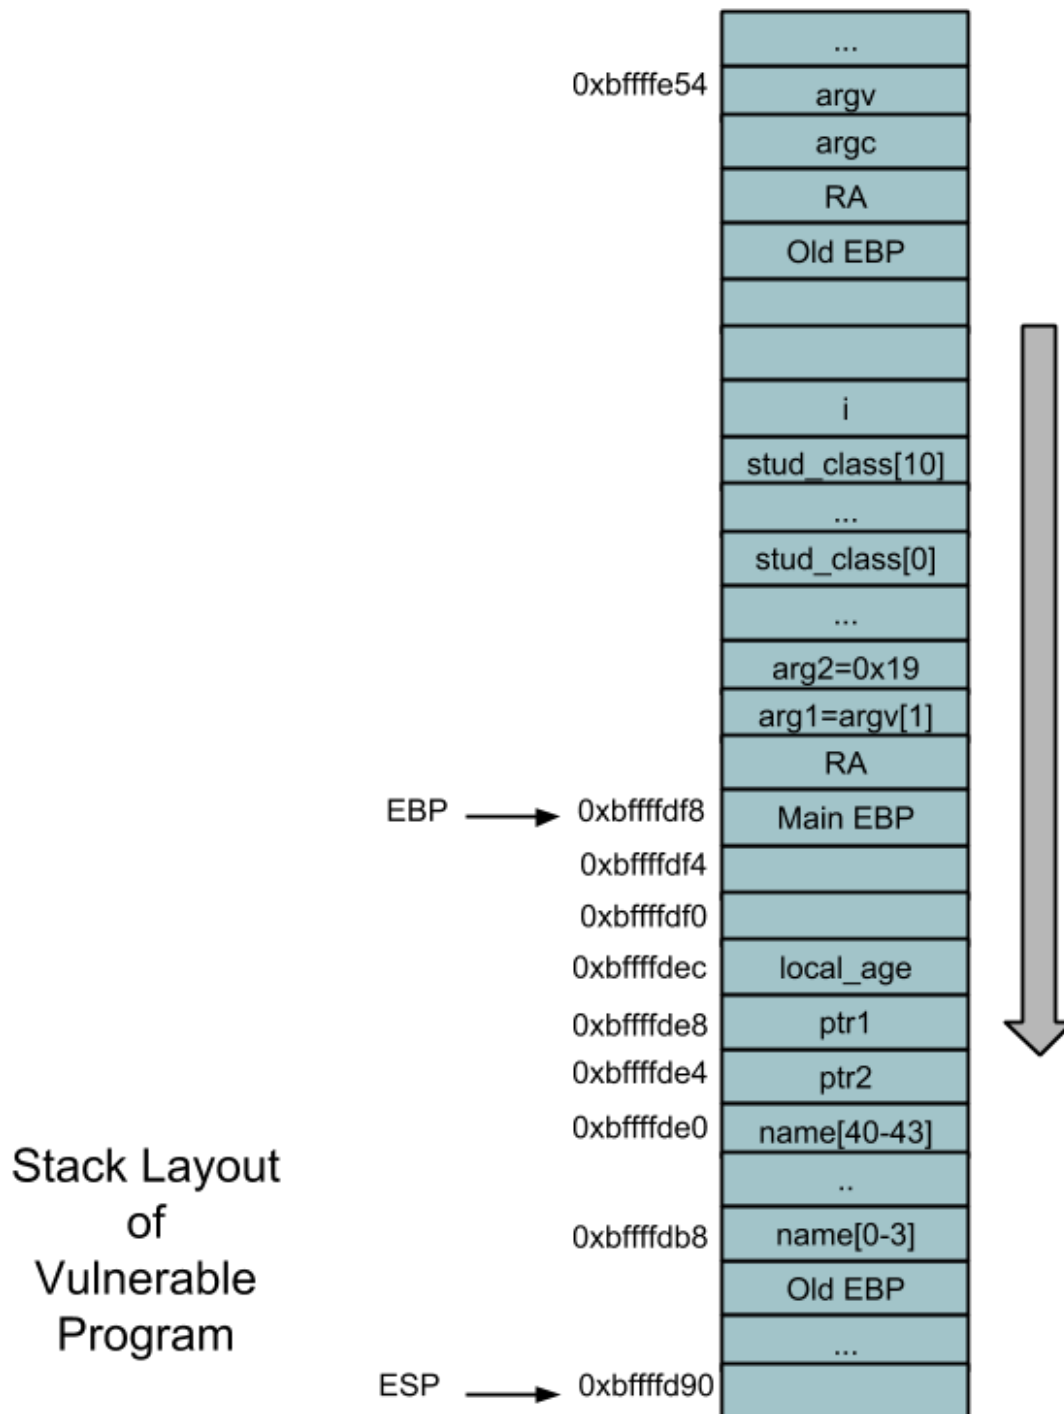 ...
0xbffffe54
argv
argc
RA
Old EBP
i
stud_class[10]
...
stud_class[0]
...
arg2=0x19
arg1=argv[1]
RA
EBP 0xbffffdf8 Main EBP
0xbffffdf4
0xbffffdf0
0xbffffdec local_age
0xbffffde8 ptr1
0xbffffde4 ptr2
0xbffffde0 name[40-43]
..
0xbffffdb8 name[0-3]
Old EBP
...
ESP 0xbffffd90
Stack Layout
of
Vulnerable
Program